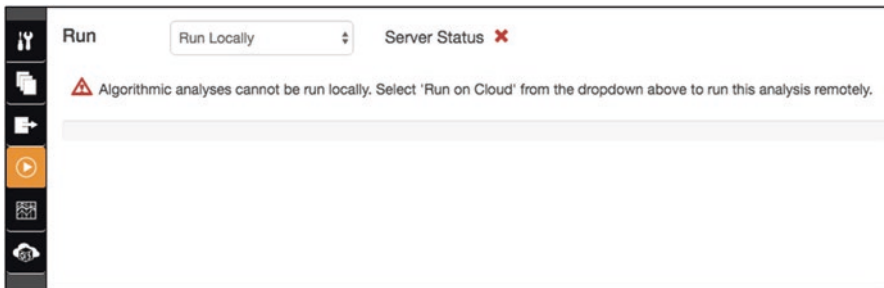 Run Run Locally Server Status
Algorithmic analyses cannot be run locally. Select 'Run on Cloud' from the dropdown above to run this analysis remotely.